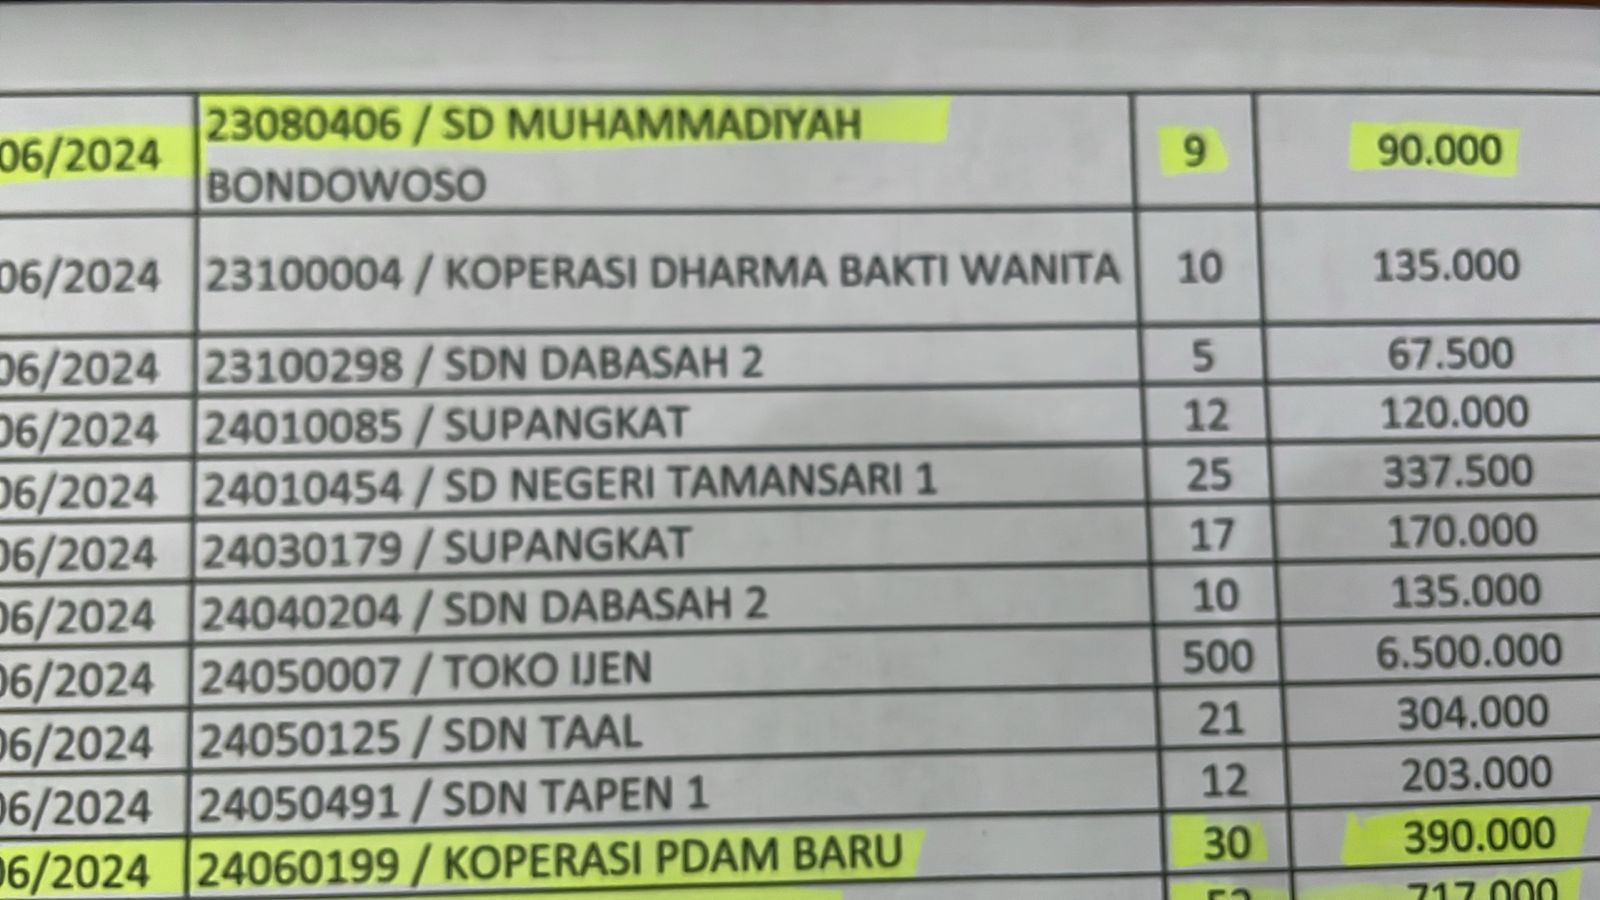 06/2024 23080406 / SD MUHAMMADIYAH 9 90.000
BONDOWOSO
06/2024 23100004 / KOPERASI DHARMA BAKTI WANITA 10 135.000
06/2024 23100298 / SDN DABASAH 2 5 67.500
06/2024 24010085 / SUPANGKAT 12 120.000
06/2024 24010454 / SD NEGERI TAMANSARI 1 25 337.500
06/2024 24030179 / SUPANGKAT 17 170.000
06/2024 24040204 / SDN DABASAH 2 10 135.000
06/2024 24050007 / TOKO IJEN 500 6.500.000
06/2024 24050125 / SDN TAAL 21 304.000
06/2024 24050491 / SDN TAPEN 1 12 203.000
06/2024 24060199 / KOPERASI PDAM BARU 30 390.000
717.000